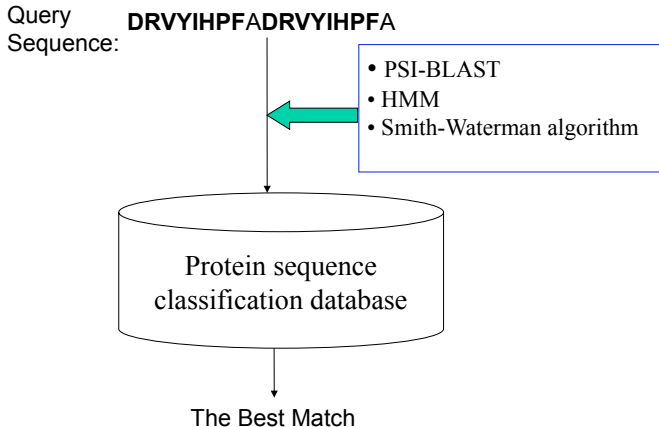 Query
Sequence:
DRVYIHPFADRVYIHPFA
• PSI-BLAST
• HMM
• Smith-Waterman algorithm
Protein sequence
classification database
The Best Match